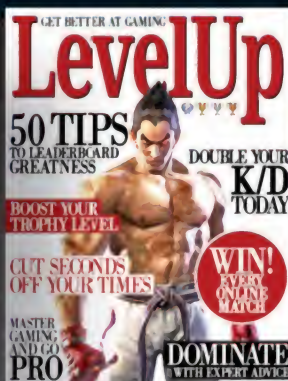 GET BETTER AT GAMING
LevelUp
50 TIPS
TO LEADERBOARD
GREATNESS
DOUBLE YOUR
K/D
TODAY
BOOST YOUR
TROPHY LEVEL
CUT SECONDS
OFF YOUR TIMES
WIN!
EVERY
ONLINE
MATCH
MASTER
GAMING
AND GO
PRO
DOMINATE
WITH EXPERT ADVICE